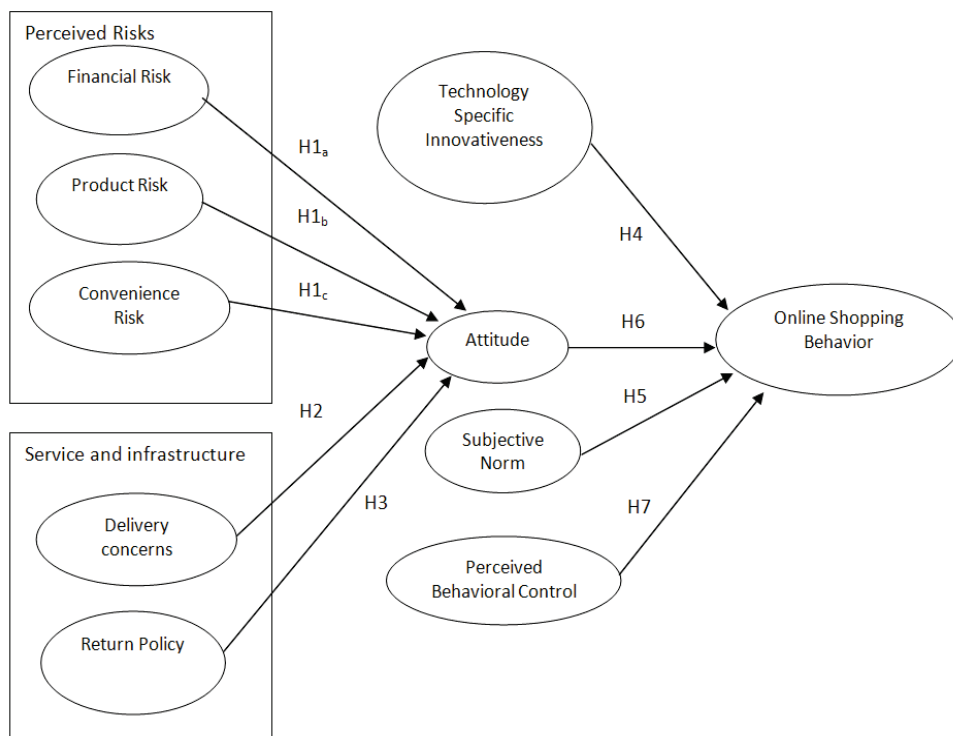 Perceived Risks
Financial Risk
Product Risk
Convenience
Risk
H1a
H1b
H1c
Technology
Specific
Innovativeness
H4
Attitude
H6
Online Shopping
Behavior
H5
Subjective
Norm
H7
Perceived
Behavioral Control
Service and infrastructure
Delivery
concerns
Return Policy
H2
H3